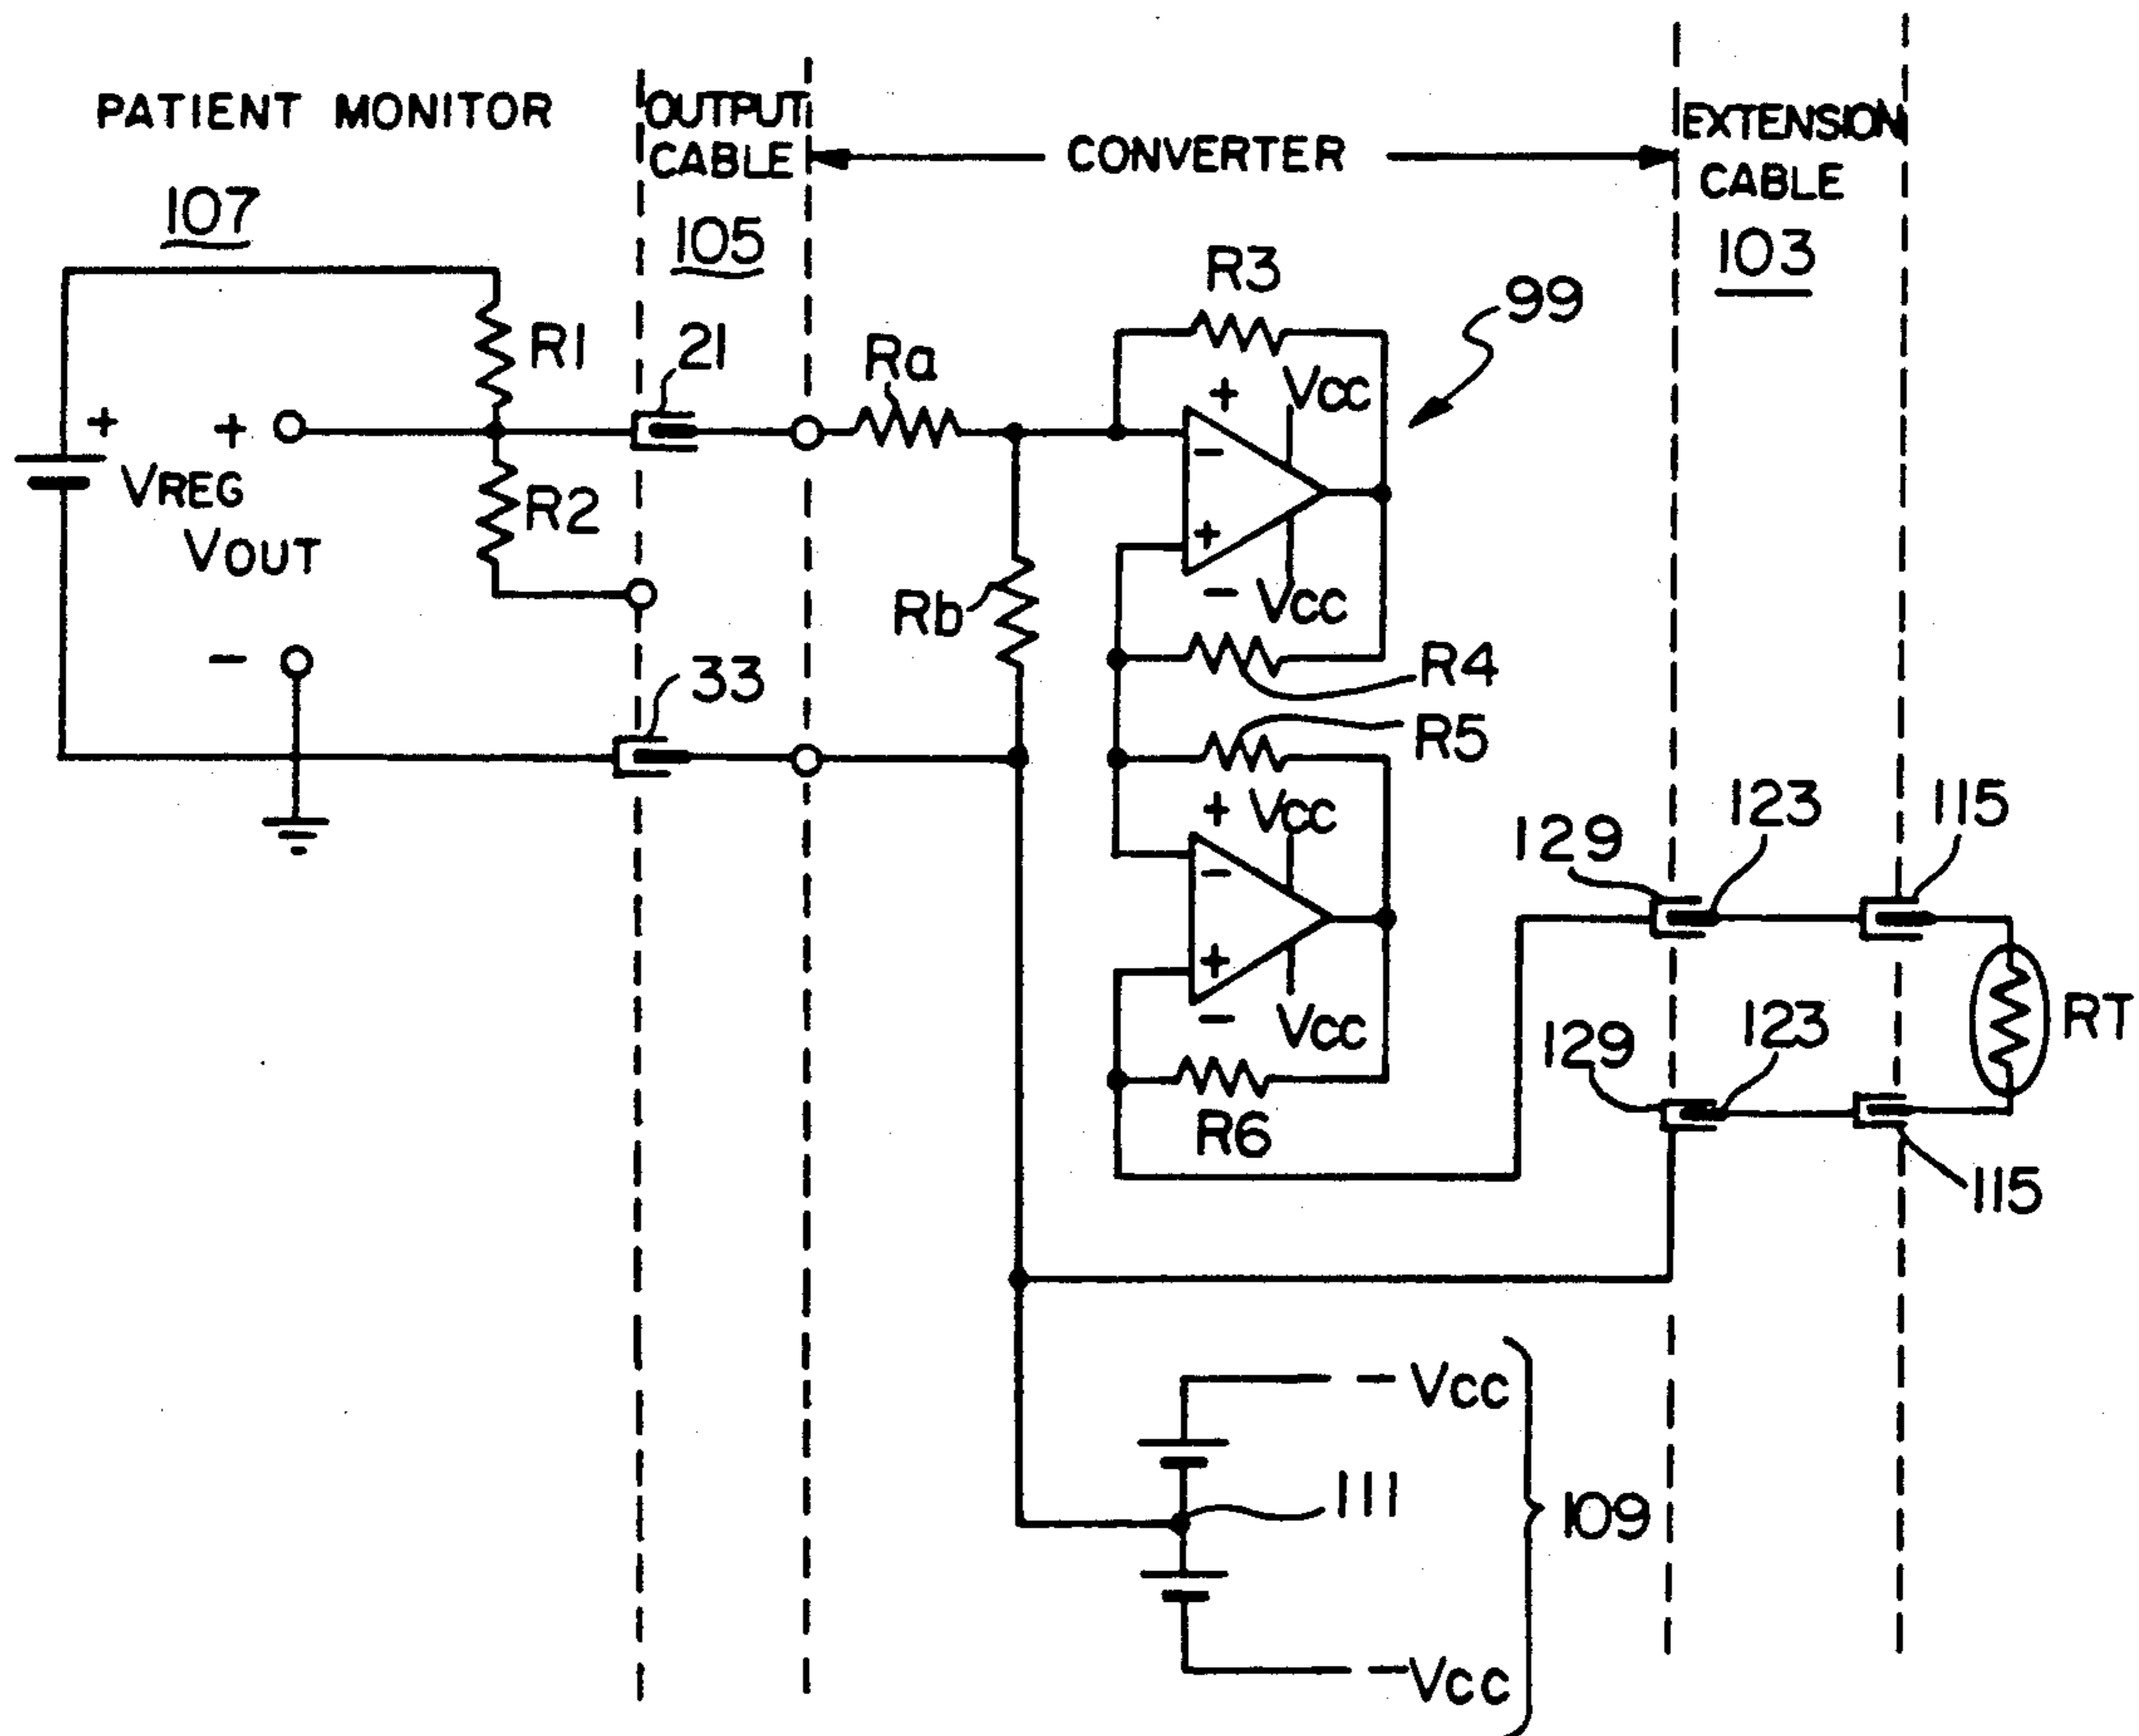 PATIENT MONITOR
107
OUTPUT
CABLE
105
CONVERTER
EXTENSION
CABLE
103
R1
21
Ra
R3
99
+
+
VREG
VOUT
R2
−
33
Rb
+ VCC
−
+
− VCC
R4
R5
+ VCC
−
+
− VCC
R6
129
123
115
129
123
RT
115
− VCC
111
109
−VCC